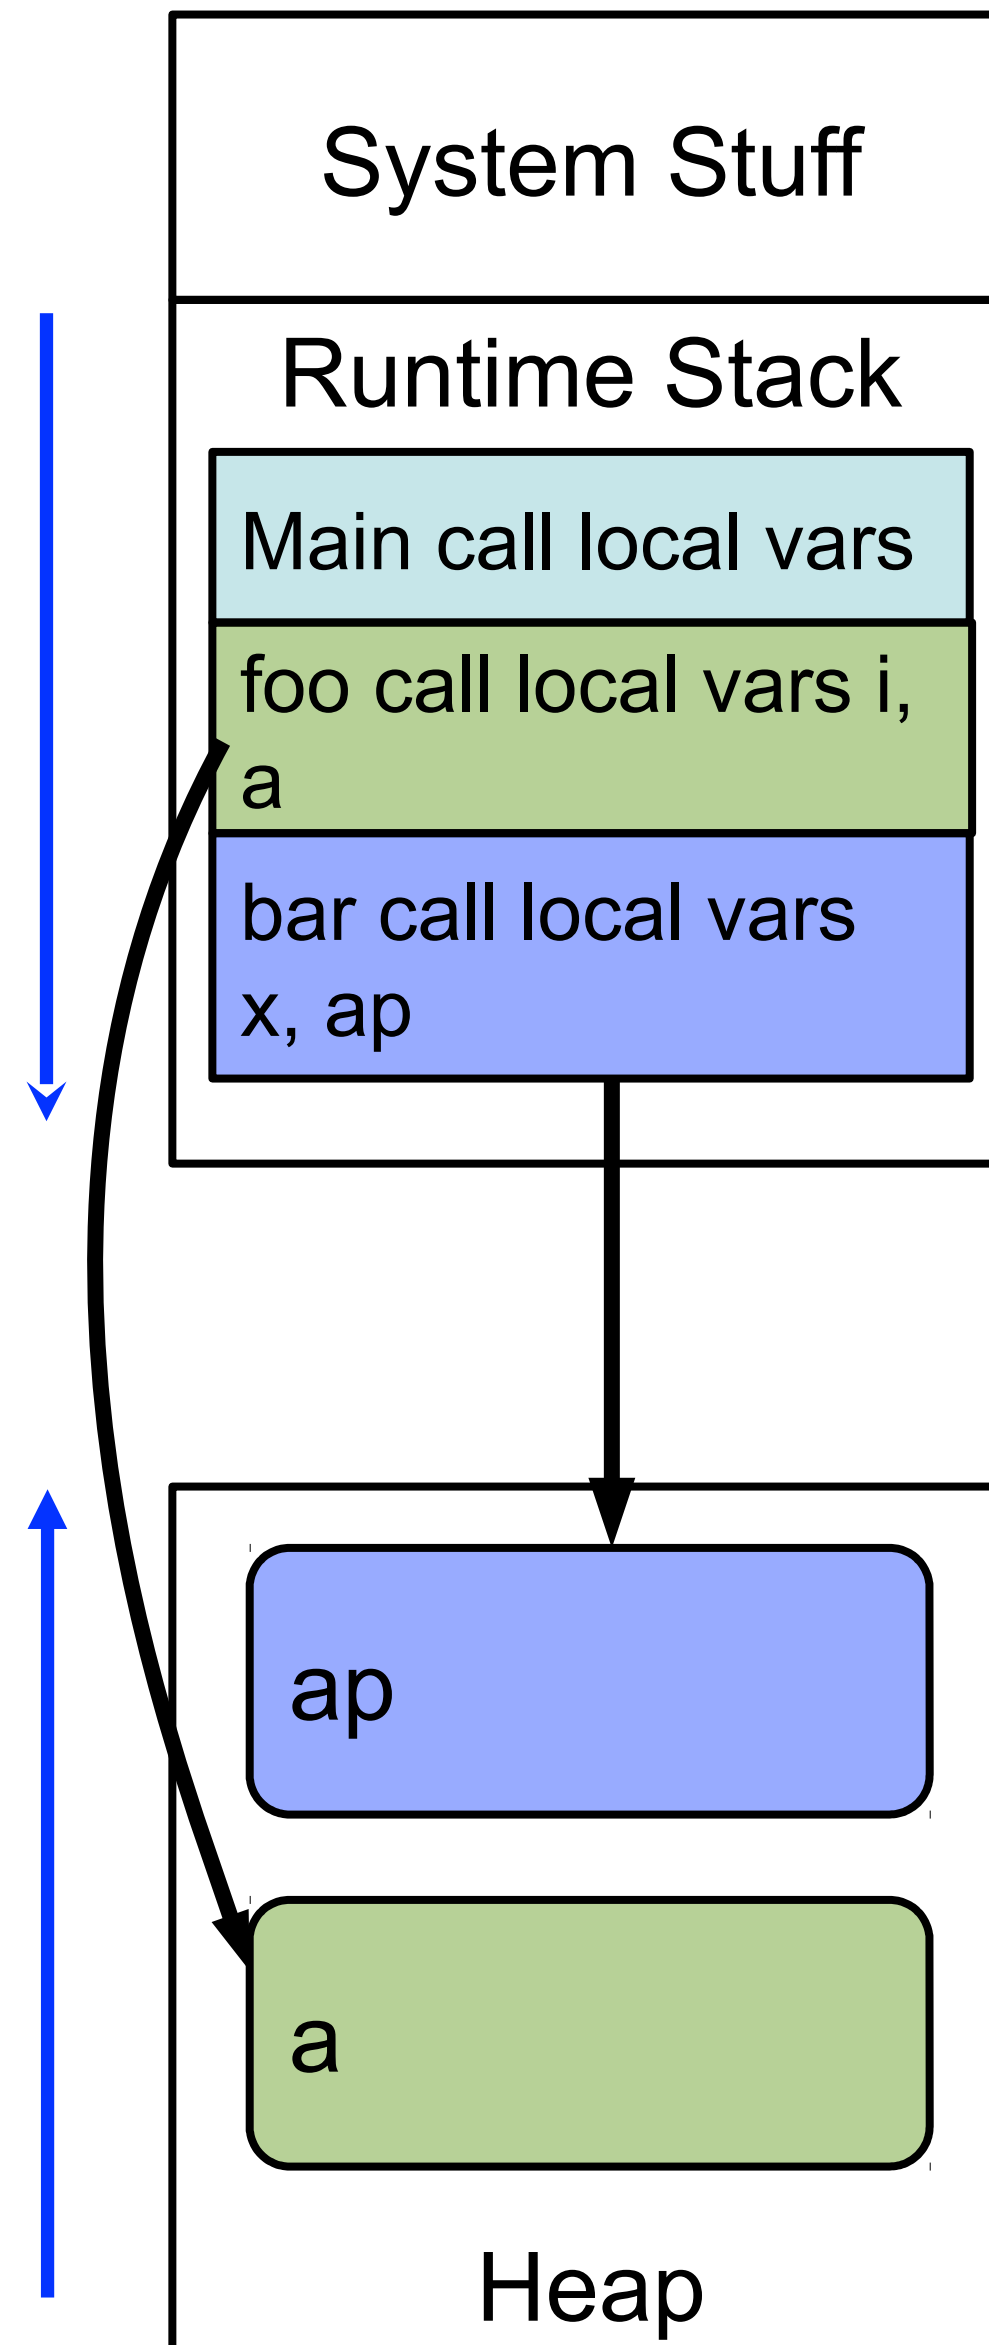 System Stuff
Runtime Stack
Main call local vars
foo call local vars i,
a
bar call local vars
x, ap
ap
a
Heap